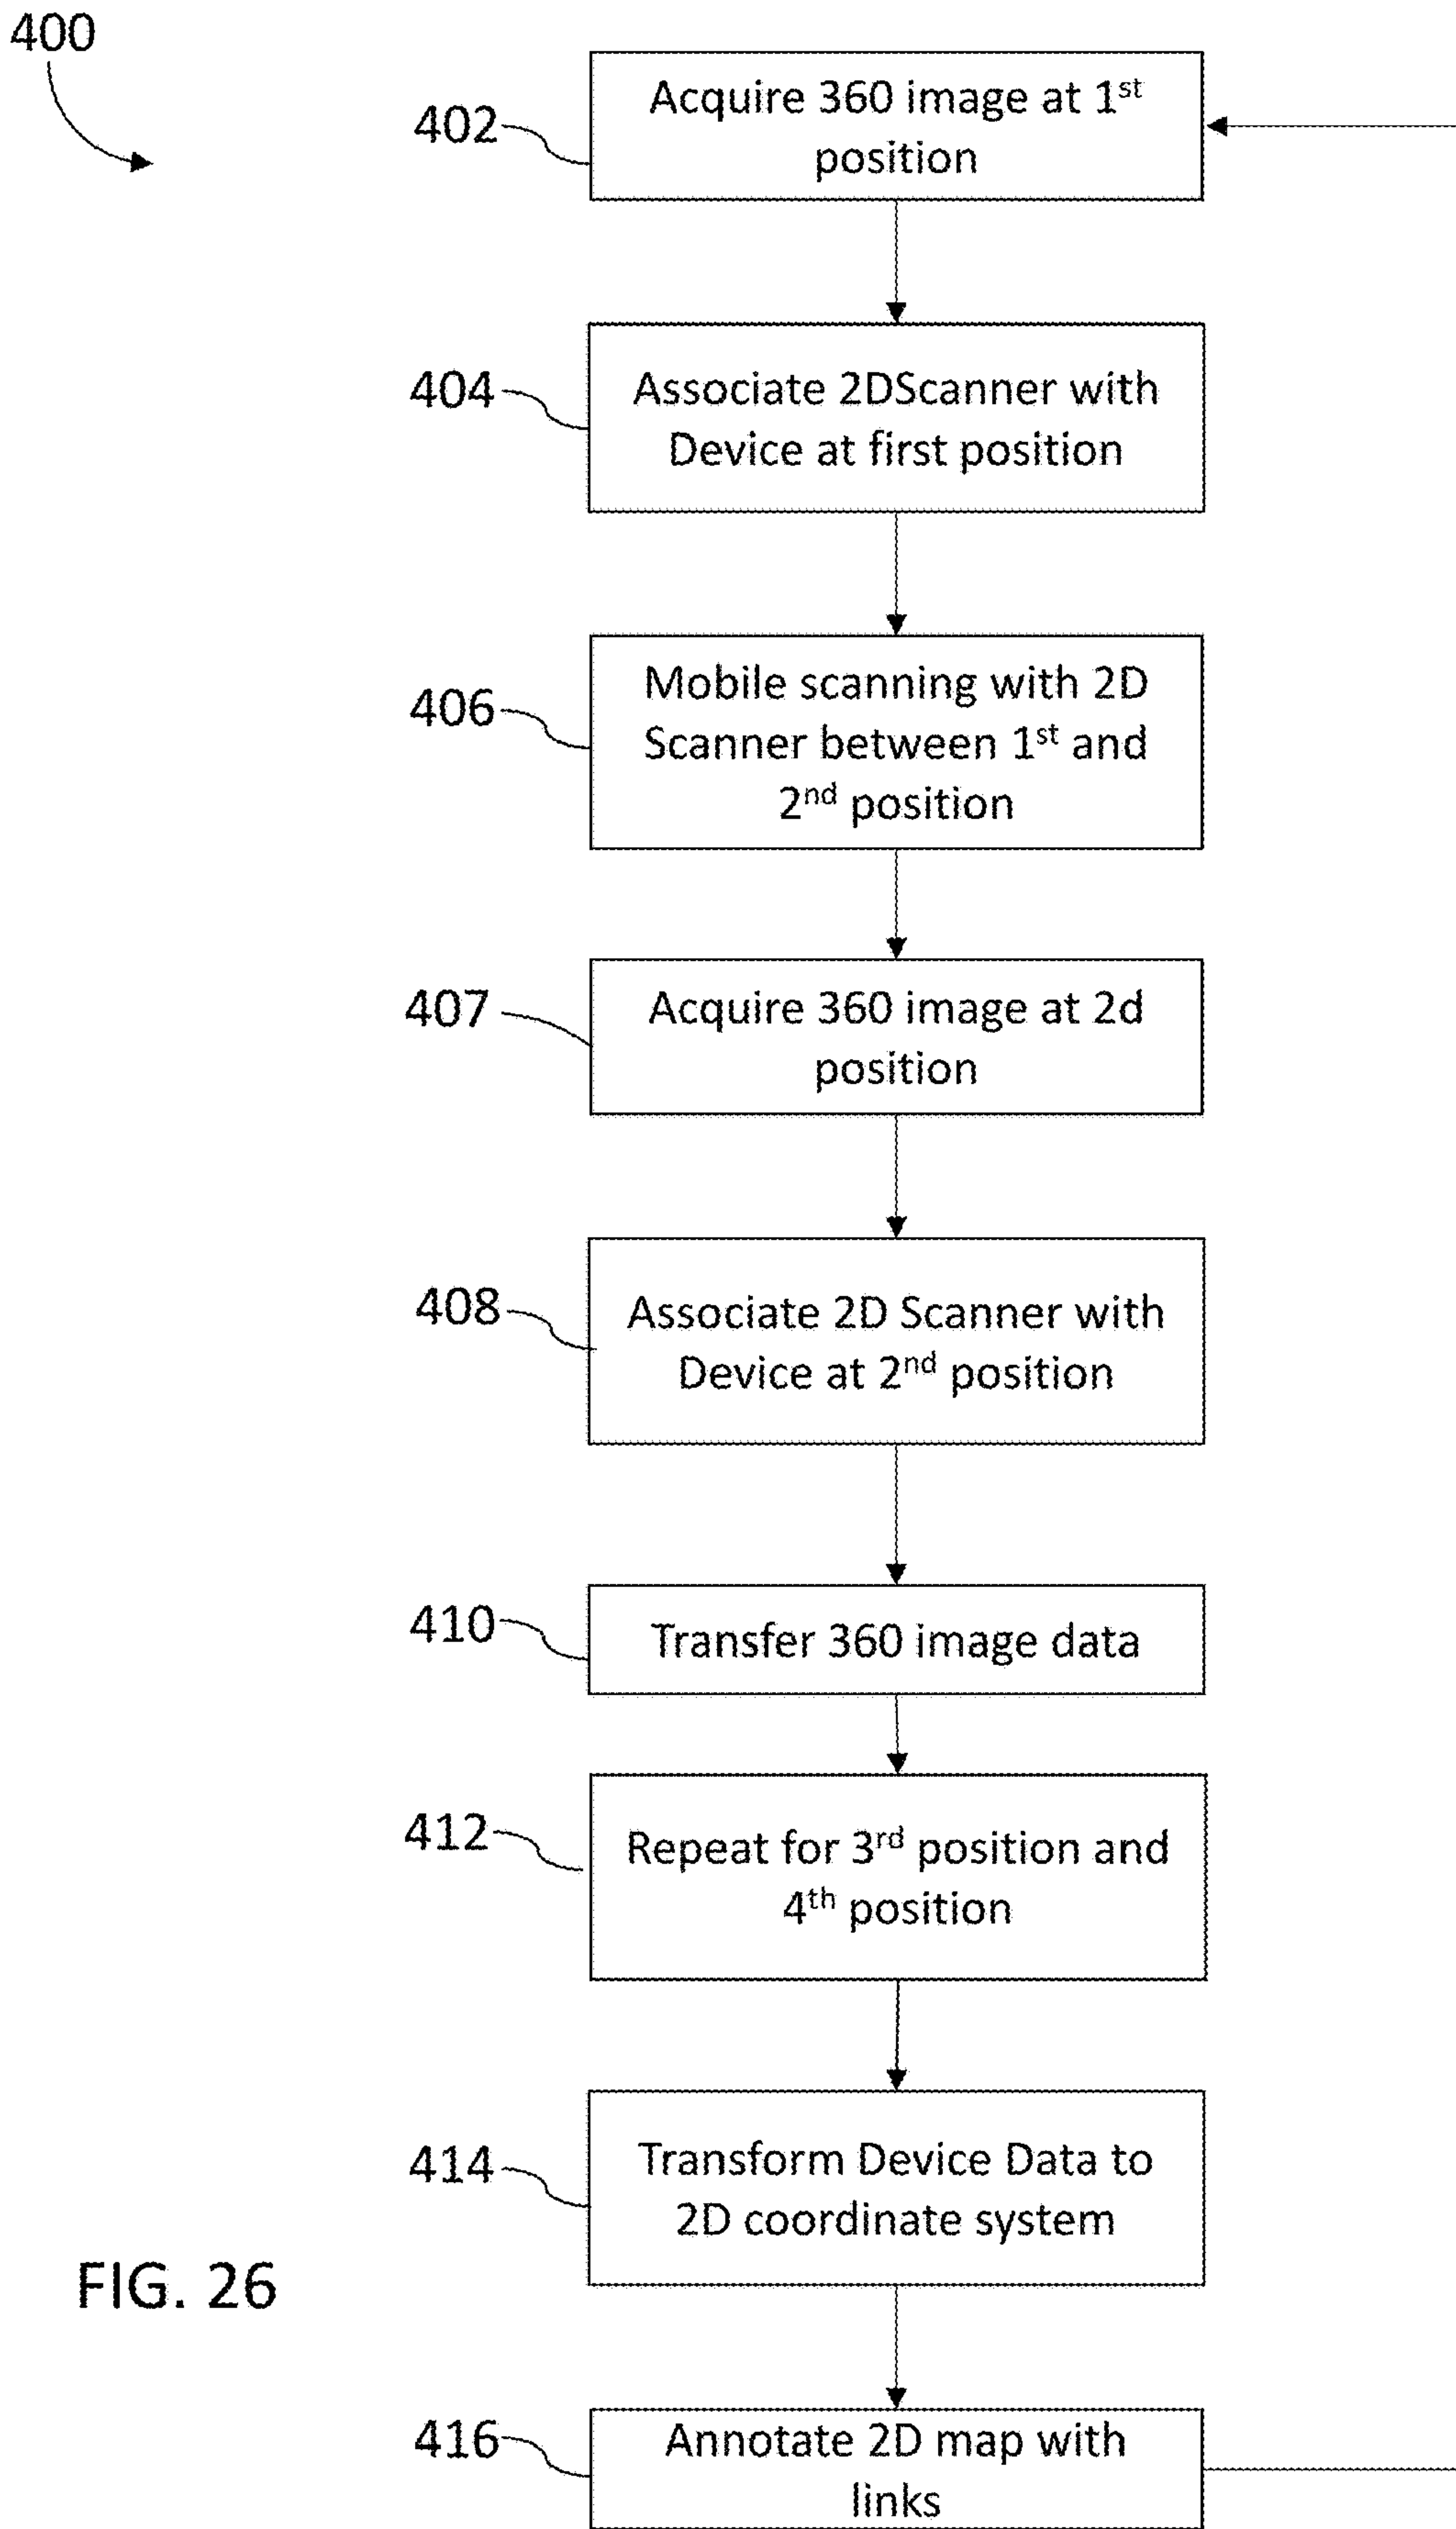 400
402
Acquire 360 image at 1st
position
404
Associate 2DScanner with
Device at first position
406
Mobile scanning with 2D
Scanner between 1st and
2nd position
407
Acquire 360 image at 2d
position
408
Associate 2D Scanner with
Device at 2nd position
410
Transfer 360 image data
412
Repeat for 3rd position and
4th position
414
Transform Device Data to
2D coordinate system
FIG. 26
416
Annotate 2D map with
links